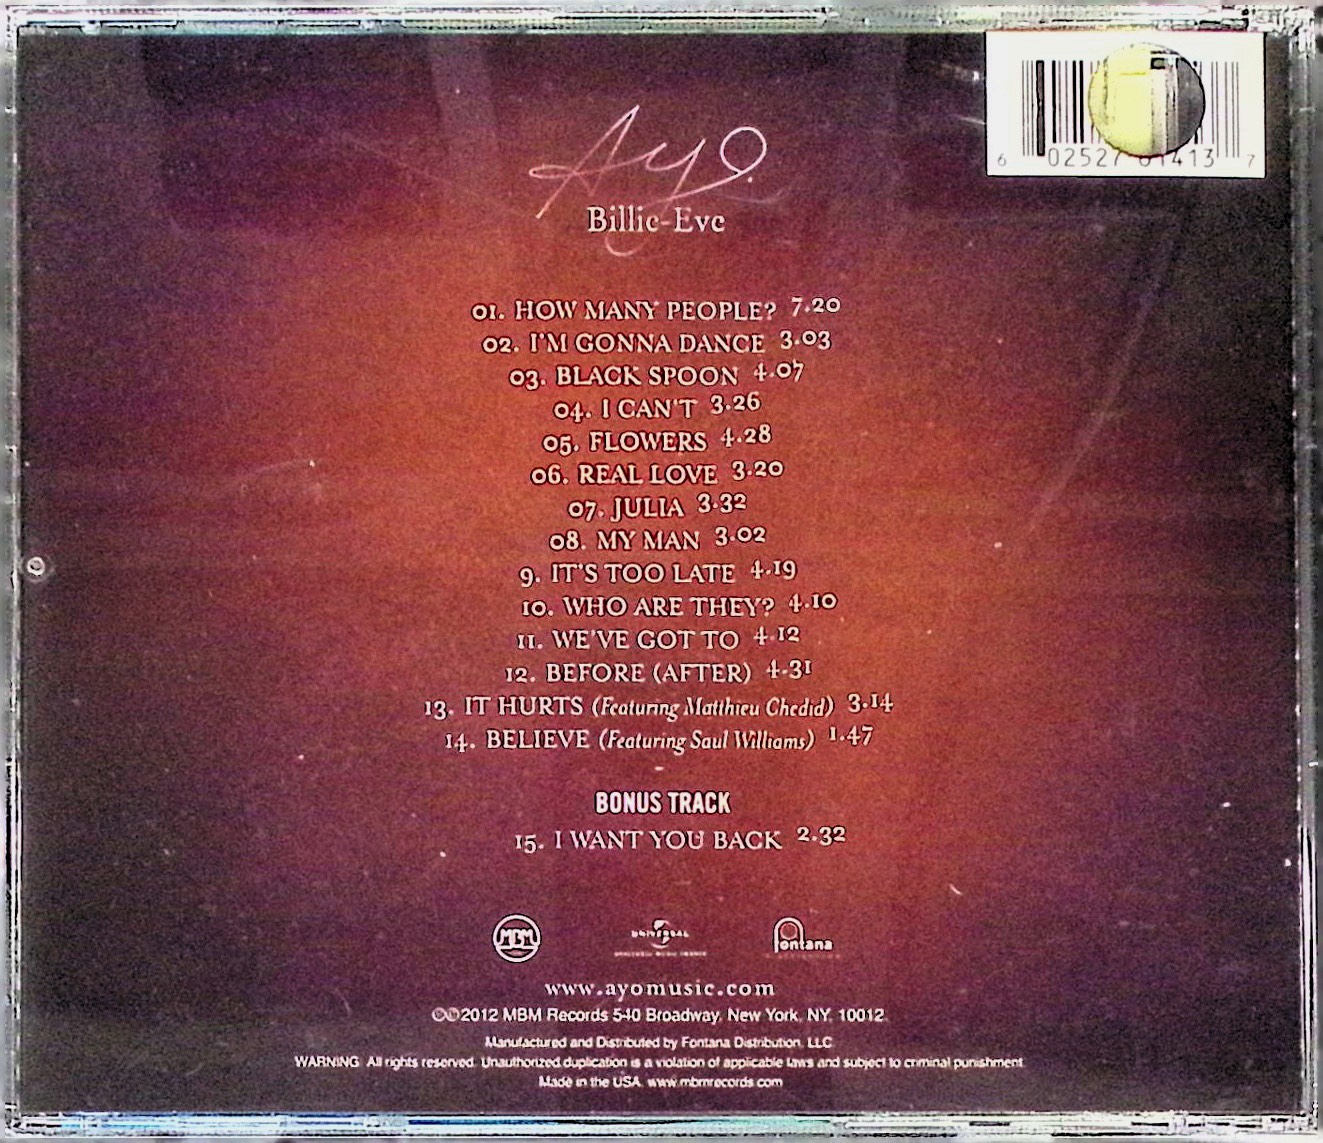 Ayo.
Billie-Eve
6 02527 61413 7
01. HOW MANY PEOPLE? 7.20
02. I'M GONNA DANCE 3.03
03. BLACK SPOON 4.07
04. I CAN'T 3.26
05. FLOWERS 4.28
06. REAL LOVE 3.20
07. JULIA 3.32
08. MY MAN 3.02
9. IT'S TOO LATE 4.19
10. WHO ARE THEY? 4.10
11. WE'VE GOT TO 4.12
12. BEFORE (AFTER) 4.31
13. IT HURTS (Featuring Matthieu Chedid) 3.14
14. BELIEVE (Featuring Saul Williams) 1.47
BONUS TRACK
15. I WANT YOU BACK 2.32
MBM
UNIVERSAL
fontana
www.ayomusic.com
℗©2012 MBM Records 540 Broadway, New York, NY, 10012
Manufactured and Distributed by Fontana Distribution, LLC
WARNING: All rights reserved. Unauthorized duplication is a violation of applicable laws and subject to criminal punishment
Made in the USA. www.mbmrecords.com